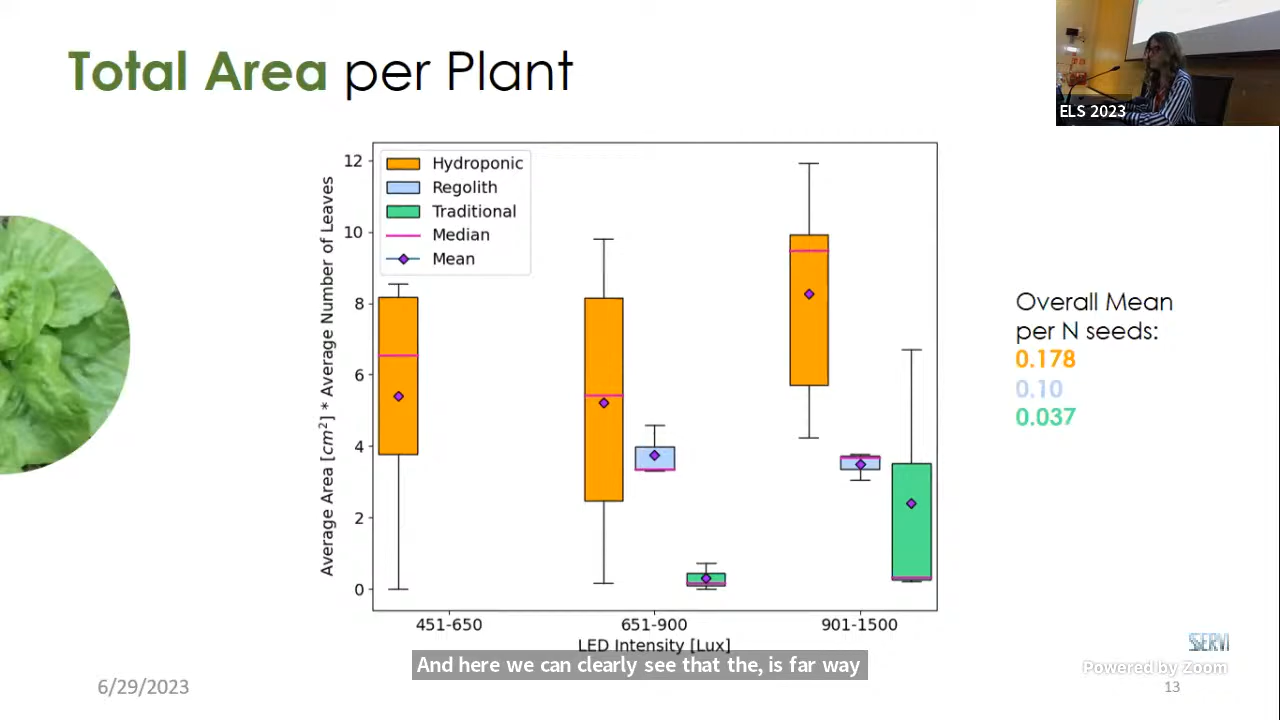 Total Area per Plant
ELS 2023
Hydroponic
Regolith
Traditional
Median
Mean
12
10
8
6
4
2
0
Average Area [cm²] * Average Number of Leaves
451-650
651-900
901-1500
LED Intensity [Lux]
Overall Mean
per N seeds:
0.178
0.10
0.037
And here we can clearly see that the, is far way
Powered by Zoom
6/29/2023
13